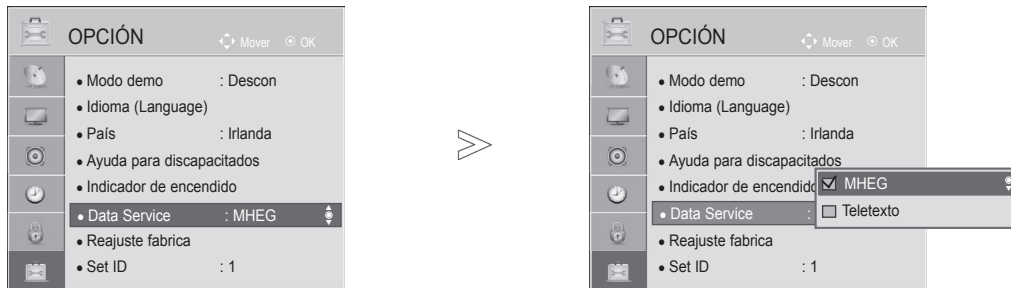 OPCIÓN Mover OK
• Modo demo : Descon
• Idioma (Language)
• País : Irlanda
• Ayuda para discapacitados
• Indicador de encendido
• Data Service : MHEG
• Reajuste fabrica
• Set ID : 1
OPCIÓN Mover OK
• Modo demo : Descon
• Idioma (Language)
• País : Irlanda
• Ayuda para discapacitados
• Indicador de encendido
MHEG
• Data Service :
Teletexto
• Reajuste fabrica
• Set ID : 1